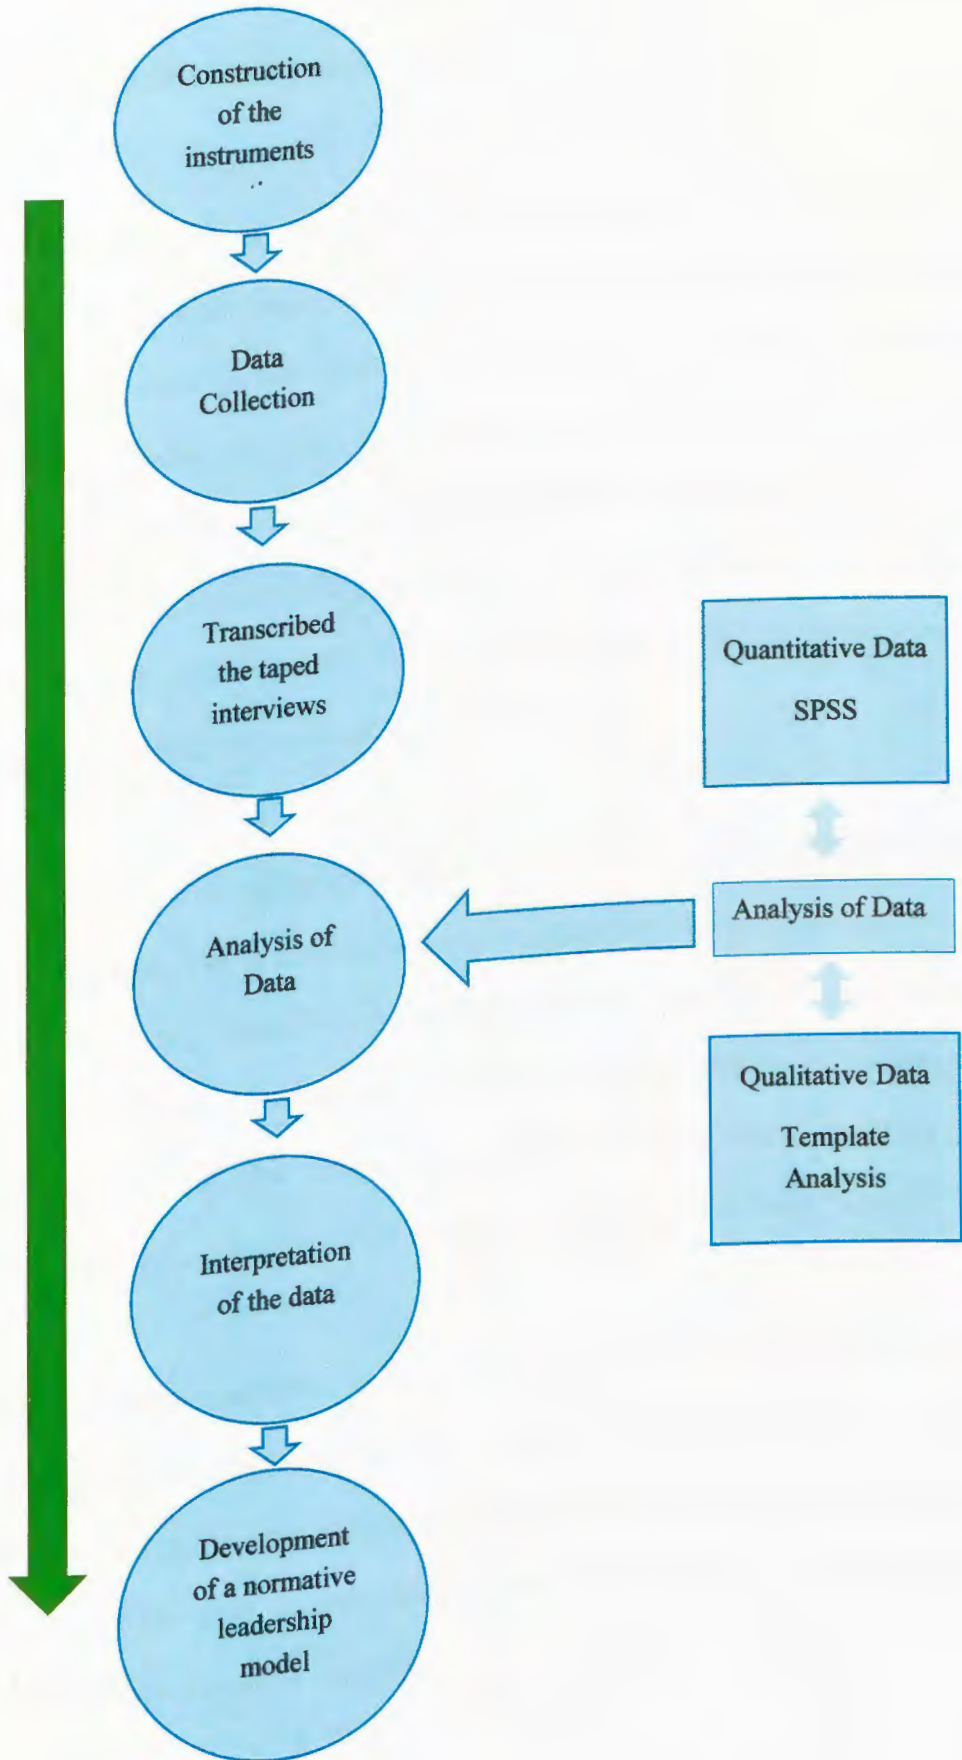 Construction
of the
instruments
Data
Collection
Transcribed
the taped
interviews
Analysis of
Data
Interpretation
of the data
Development
of a normative
leadership
model
Quantitative Data
SPSS
Analysis of Data
Qualitative Data
Template
Analysis